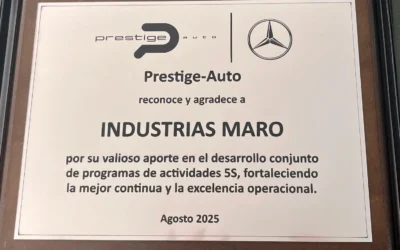 prestige auto
Prestige-Auto
reconoce y agradece a
INDUSTRIAS MARO
por su valioso aporte en el desarrollo conjunto
de programas de actividades 5S, fortaleciendo
la mejor continua y la excelencia operacional.
Agosto 2025